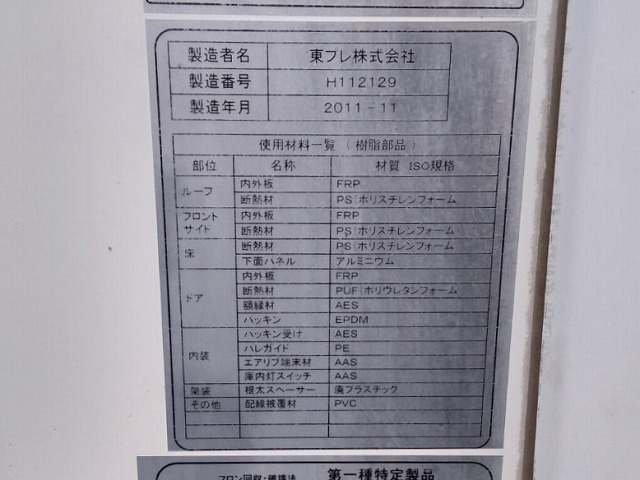 製造者名 東プレ株式会社
製造番号 H112129
製造年月 2011-11
使用材料一覧 (樹脂部品)
部位 名称 材質 ISO規格
ルーフ 内外板 FRP
断熱材 PS(ポリスチレンフォーム
フロント サイド 内外板 FRP
断熱材 PS(ポリスチレンフォーム
床 断熱材 PS(ポリスチレンフォーム
下面パネル アルミニウム
ドア 内外板 FRP
断熱材 PUF(ポリウレタンフォーム
額縁材 AES
パッキン EPDM
内装 パッキン受け AES
バレガイド PE
エアリブ端末材 AAS
庫内灯スイッチ AAS
架装 根太スペーサー 廃プラスチック
その他 配線被覆材 PVC
フロン回収・破壊法 第一種特定製品